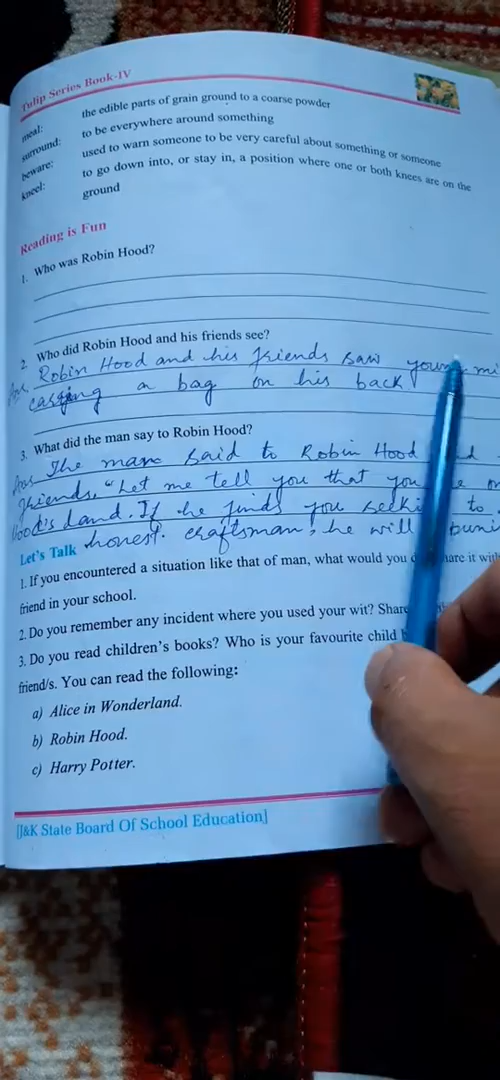 Tulip Series Book-IV
meal: the edible parts of grain ground to a coarse powder
surround: to be everywhere around something
beware: used to warn someone to be very careful about something or someone
kneel: to go down into, or stay in, a position where one or both knees are on the
ground
Reading is Fun
1. Who was Robin Hood?
2. Who did Robin Hood and his friends see?
Ans Robin Hood and his friends saw
a bag on his back
3. What did the man say to Robin Hood?
Ans The man said to Robin Hood
friends, "Let me tell you that you
Hood's land. If he finds you to
honest craftsman, he will
Let's Talk
1. If you encountered a situation like that of man, what would you
friend in your school.
2. Do you remember any incident where you used your wit? Share
3. Do you read children's books? Who is your favourite child
friend/s. You can read the following:
a) Alice in Wonderland.
b) Robin Hood.
c) Harry Potter.
[J&K State Board Of School Education]